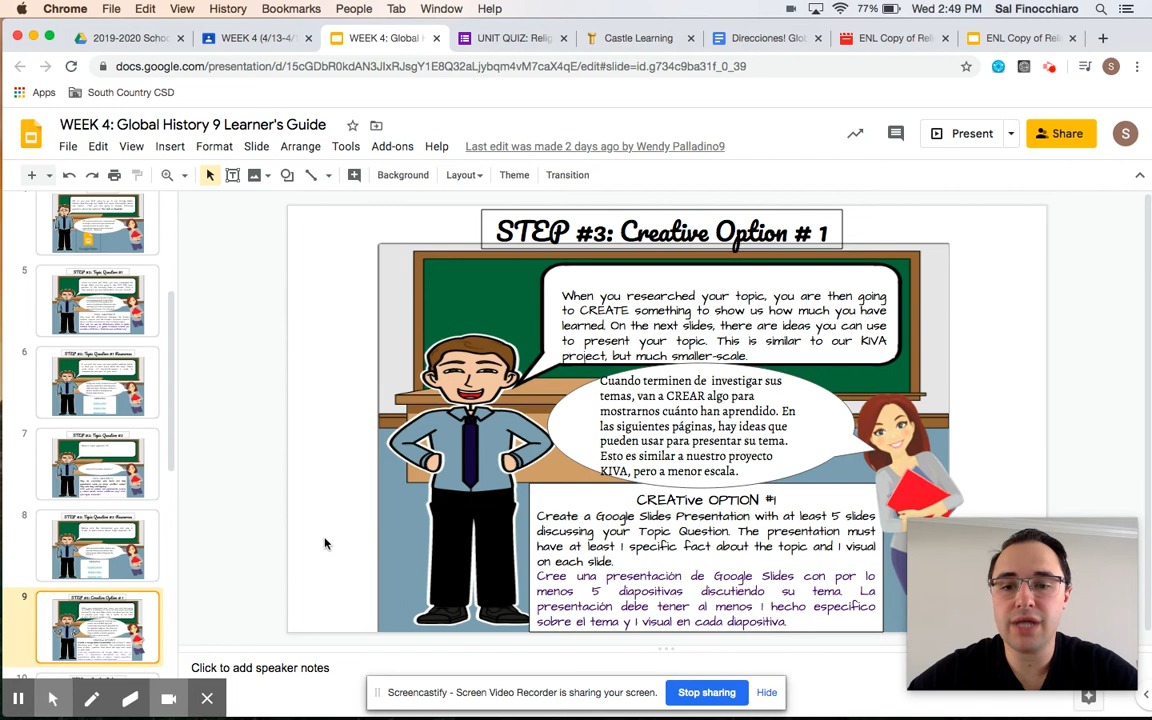 Chrome File Edit View History Bookmarks People Tab Window Help 77% Wed 2:49 PM Sal Finocchiaro
2019-2020 Schoo
WEEK 4 (4/13-4/1
WEEK 4: Global H
UNIT QUIZ: Relig
Castle Learning
Direcciones! Glob
ENL Copy of Reli
ENL Copy of Reli
docs.google.com/presentation/d/15cGDbR0kdAN3JIxRJsgY1E8Q32aLjybqm4vM7caX4qE/edit#slide=id.g734c9ba31f_0_39
S
Apps South Country CSD
WEEK 4: Global History 9 Learner's Guide
Present
Share
S
File Edit View Insert Format Slide Arrange Tools Add-ons Help Last edit was made 2 days ago by Wendy Palladino9
Background Layout Theme Transition
5
6
7
8
9
STEP #3: Creative Option # 1
When you researched your topic, you are then going
to CREATE something to show us how much you have
learned. On the next slides, there are ideas you can use
to present your topic. This is similar to our KIVA
project, but much smaller-scale.
Cuando terminen de investigar sus
temas, van a CREAR algo para
mostrarnos cuánto han aprendido. En
las siguientes páginas, hay ideas que
pueden usar para presentar su tema.
Esto es similar a nuestro proyecto
KIVA, pero a menor escala.
CREATive OPTION #1
Create a Google Slides Presentation with at least 5 slides
discussing your Topic Question. The presentation must
have at least 1 specific fact about the topic and 1 visual
on each slide.
Cree una presentación de Google Slides con por lo
menos 5 diapositivas discutiendo su tema. La
presentación debe tener al menos 1 hecho específico
sobre el tema y 1 visual en cada diapositiva.
Click to add speaker notes
Screencastify - Screen Video Recorder is sharing your screen. Stop sharing Hide